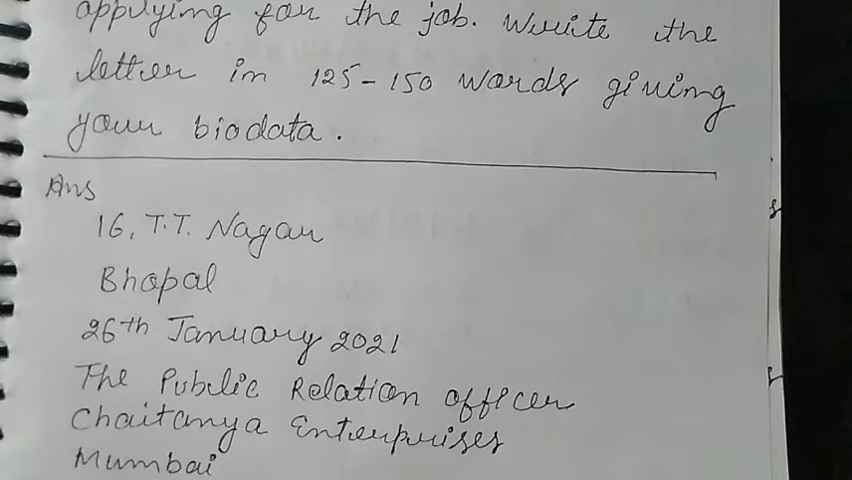 applying for the job. Write the
letter in 125-150 words giving
your biodata.
Ans
16, T.T. Nagar
Bhopal
26th January 2021
The Public Relation officer
Chaitanya Enterprises
Mumbai